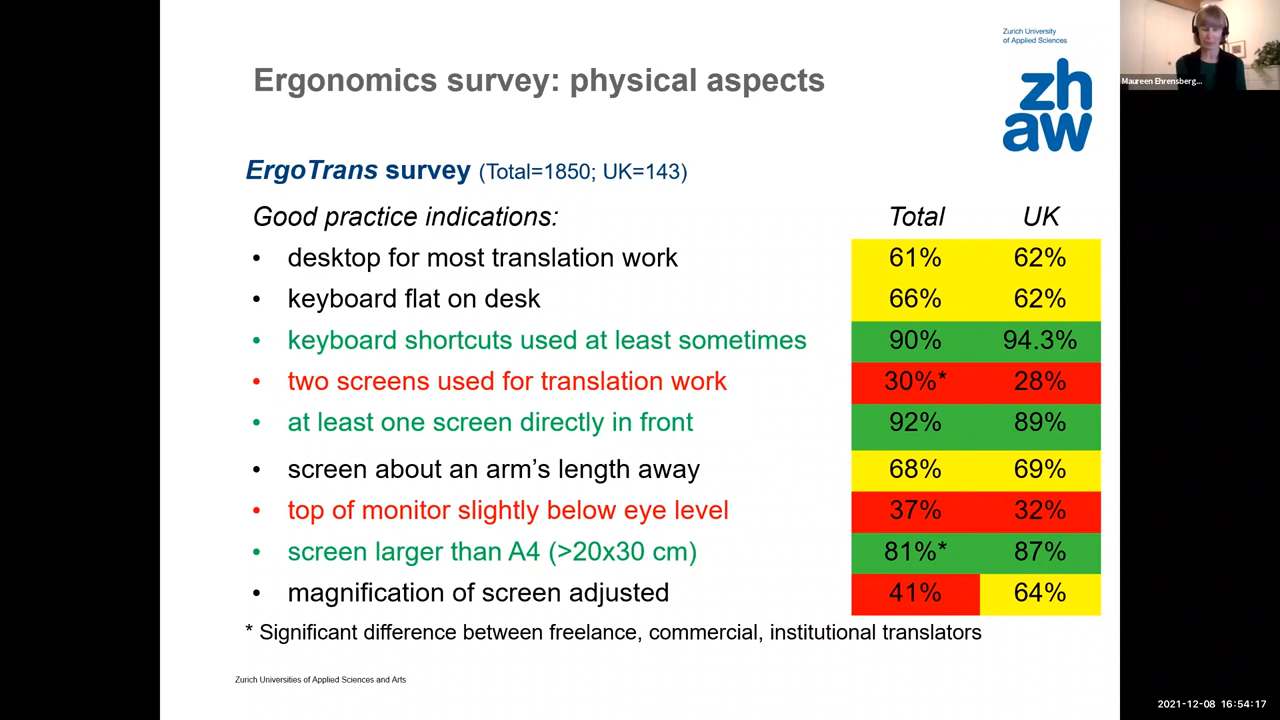 Zurich University
of Applied Sciences
zh
aw
Maureen Ehrensberg...
Ergonomics survey: physical aspects
ErgoTrans survey (Total=1850; UK=143)
Good practice indications: Total UK
• desktop for most translation work 61% 62%
• keyboard flat on desk 66% 62%
• keyboard shortcuts used at least sometimes 90% 94.3%
• two screens used for translation work 30%* 28%
• at least one screen directly in front 92% 89%
• screen about an arm’s length away 68% 69%
• top of monitor slightly below eye level 37% 32%
• screen larger than A4 (>20x30 cm) 81%* 87%
• magnification of screen adjusted 41% 64%
* Significant difference between freelance, commercial, institutional translators
Zurich Universities of Applied Sciences and Arts
2021-12-08 16:54:17